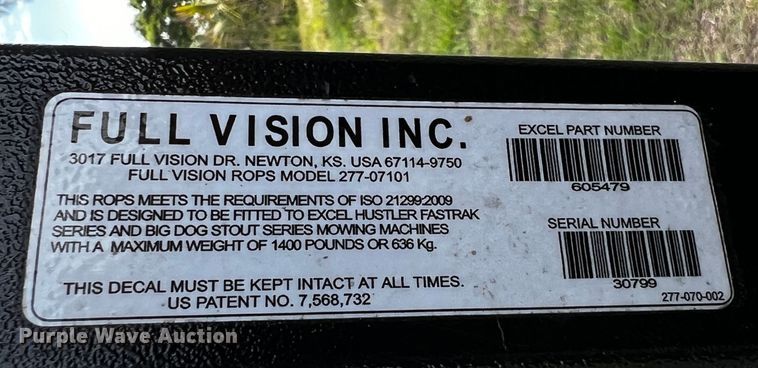 FULL VISION INC.
3017 FULL VISION DR. NEWTON, KS. USA 67114-9750
FULL VISION ROPS MODEL 277-07101
THIS ROPS MEETS THE REQUIREMENTS OF ISO 21299:2009
AND IS DESIGNED TO BE FITTED TO EXCEL HUSTLER FASTRAK
SERIES AND BIG DOG STOUT SERIES MOWING MACHINES
WITH A MAXIMUM WEIGHT OF 1400 POUNDS OR 636 Kg.
THIS DECAL MUST BE KEPT INTACT AT ALL TIMES.
US PATENT NO. 7,568,732
EXCEL PART NUMBER
605479
SERIAL NUMBER
30799
277-070-002
Purple Wave Auction